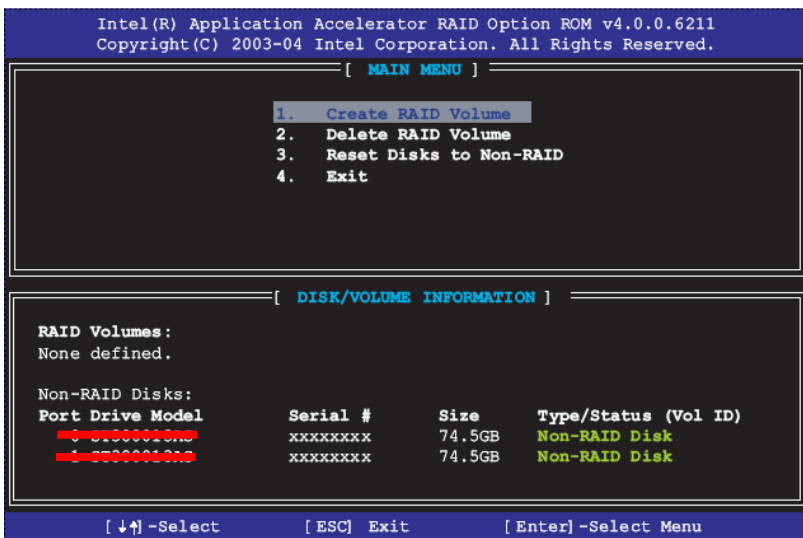 Intel(R) Application Accelerator RAID Option ROM v4.0.0.6211
Copyright(C) 2003-04 Intel Corporation. All Rights Reserved.
[ MAIN MENU ]
1. Create RAID Volume
2. Delete RAID Volume
3. Reset Disks to Non-RAID
4. Exit
[ DISK/VOLUME INFORMATION ]
RAID Volumes:
None defined.
Non-RAID Disks:
Port Drive Model Serial # Size Type/Status (Vol ID)
xxxxxxxx 74.5GB Non-RAID Disk
xxxxxxxx 74.5GB Non-RAID Disk
[↓↑]-Select [ESC] Exit [Enter]-Select Menu